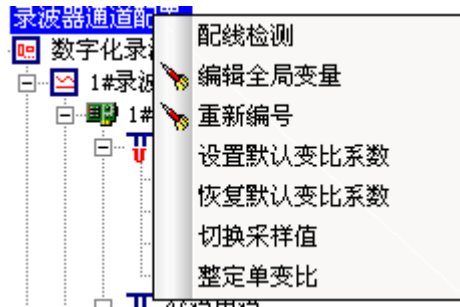 录波器通道配置
数字化录波
1#录波
1#
配线检测
编辑全局变量
重新编号
设置默认变比系数
恢复默认变比系数
切换采样值
整定单变比